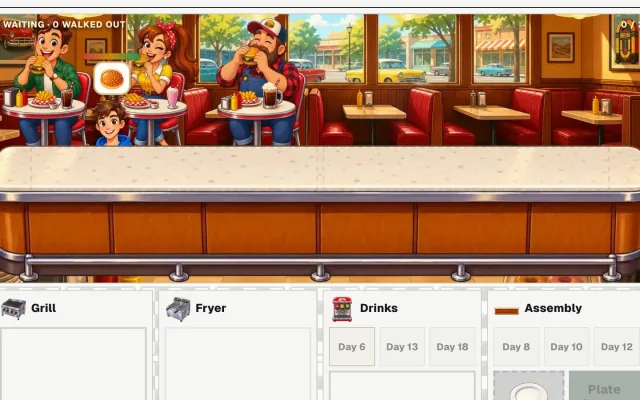 WAITING · 0 WALKED OUT
0 /
Grill
Fryer
Drinks
Assembly
Day 6
Day 13
Day 18
Day 8
Day 10
Day 12
Plate